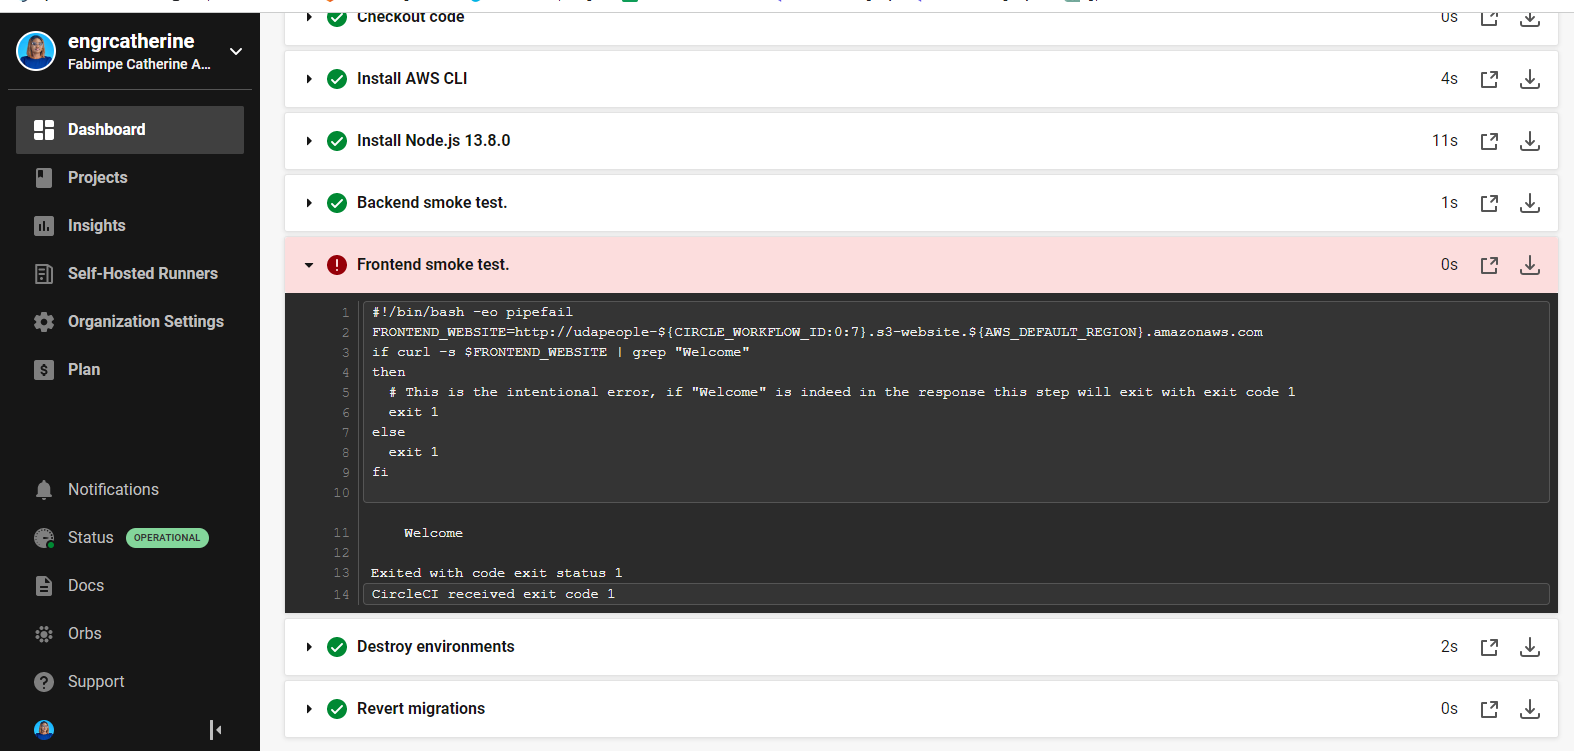 engrcatherine
Fabimpe Catherine A...
Dashboard
Projects
Insights
Self-Hosted Runners
Organization Settings
Plan
Notifications
Status OPERATIONAL
Docs
Orbs
Support
Checkout code 0s
Install AWS CLI 4s
Install Node.js 13.8.0 11s
Backend smoke test. 1s
Frontend smoke test. 0s
1 #!/bin/bash -eo pipefail
2 FRONTEND_WEBSITE=http://udapeople-${CIRCLE_WORKFLOW_ID:0:7}.s3-website.${AWS_DEFAULT_REGION}.amazonaws.com
3 if curl -s $FRONTEND_WEBSITE | grep "Welcome"
4 then
5 # This is the intentional error, if "Welcome" is indeed in the response this step will exit with exit code 1
6 exit 1
7 else
8 exit 1
9 fi
10
11 Welcome
12
13 Exited with code exit status 1
14 CircleCI received exit code 1
Destroy environments 2s
Revert migrations 0s